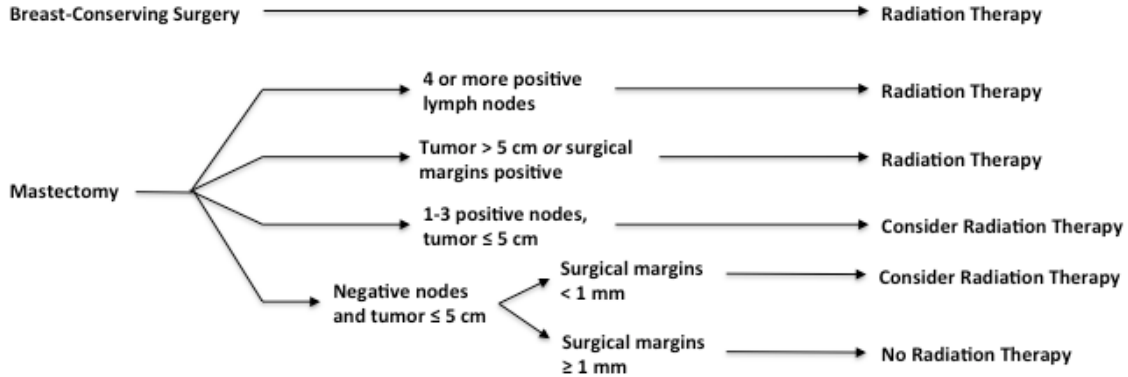 Breast-Conserving Surgery
Radiation Therapy
4 or more positive
lymph nodes
Radiation Therapy
Tumor > 5 cm or surgical
margins positive
Radiation Therapy
Mastectomy
1-3 positive nodes,
tumor ≤ 5 cm
Consider Radiation Therapy
Negative nodes
and tumor ≤ 5 cm
Surgical margins
< 1 mm
Consider Radiation Therapy
Surgical margins
≥ 1 mm
No Radiation Therapy